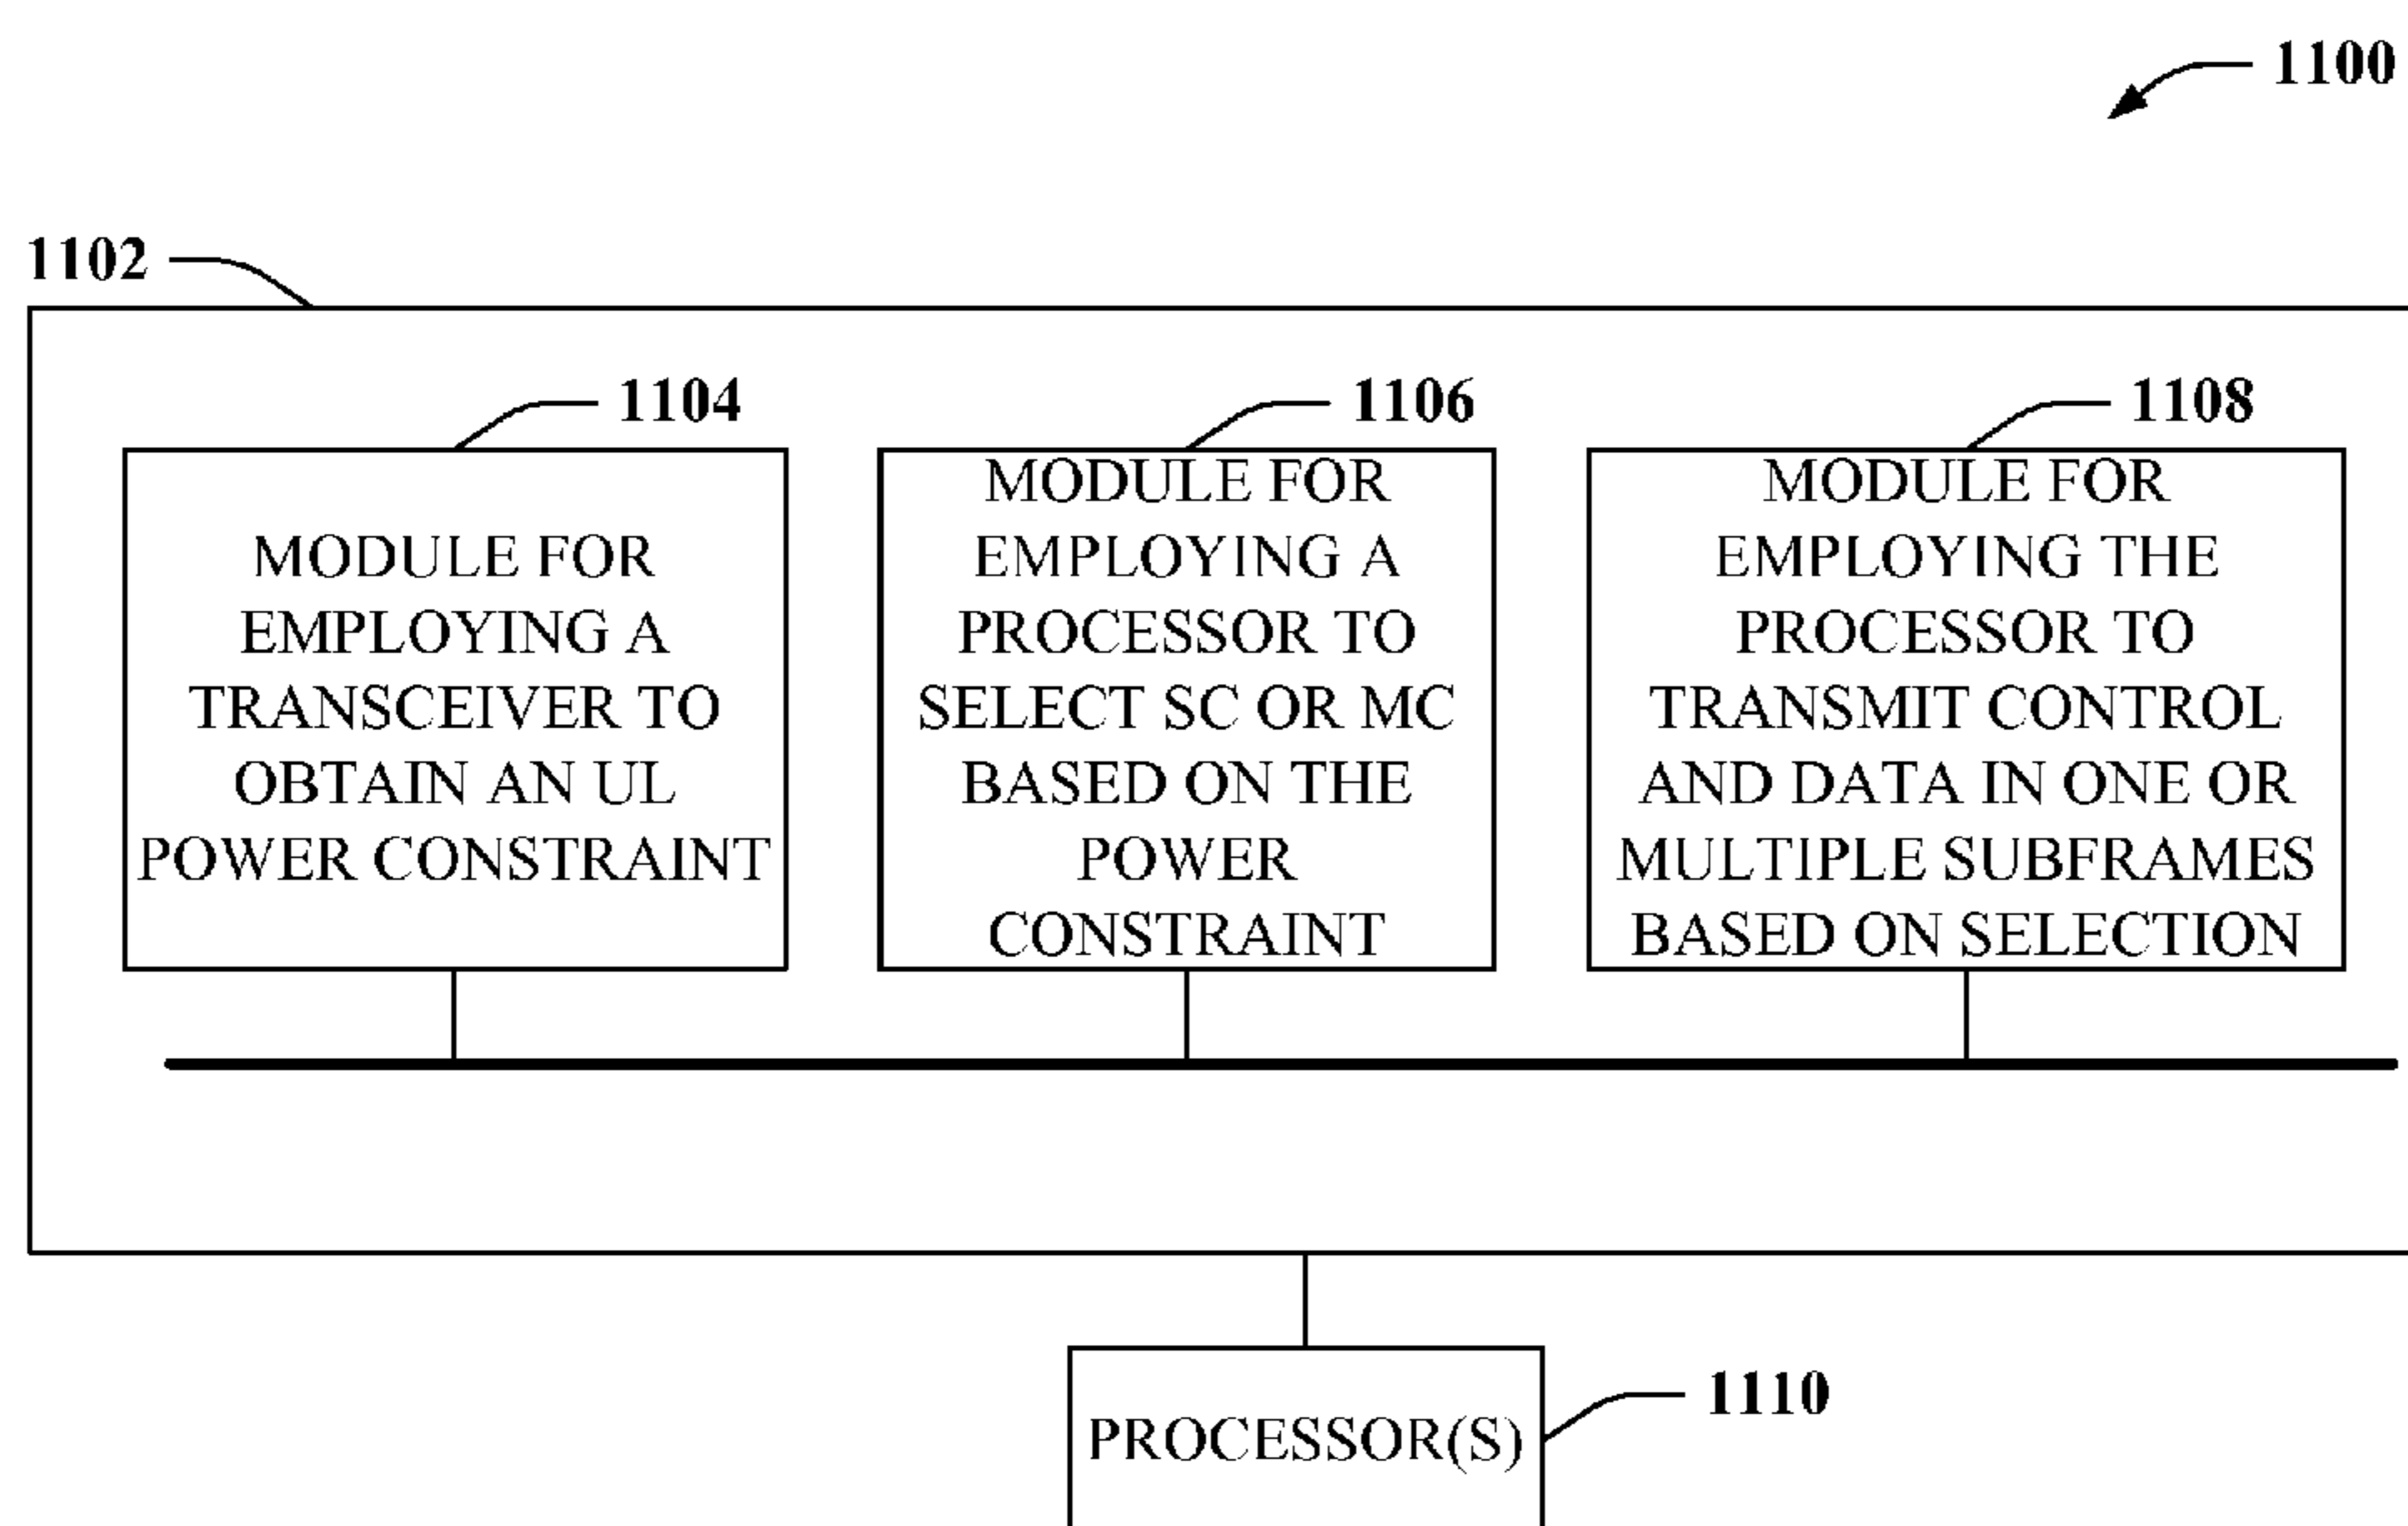 1100
1102
1104
1106
1108
MODULE FOR
EMPLOYING A
TRANSCEIVER TO
OBTAIN AN UL
POWER CONSTRAINT
MODULE FOR
EMPLOYING A
PROCESSOR TO
SELECT SC OR MC
BASED ON THE
POWER
CONSTRAINT
MODULE FOR
EMPLOYING THE
PROCESSOR TO
TRANSMIT CONTROL
AND DATA IN ONE OR
MULTIPLE SUBFRAMES
BASED ON SELECTION
1110
PROCESSOR(S)